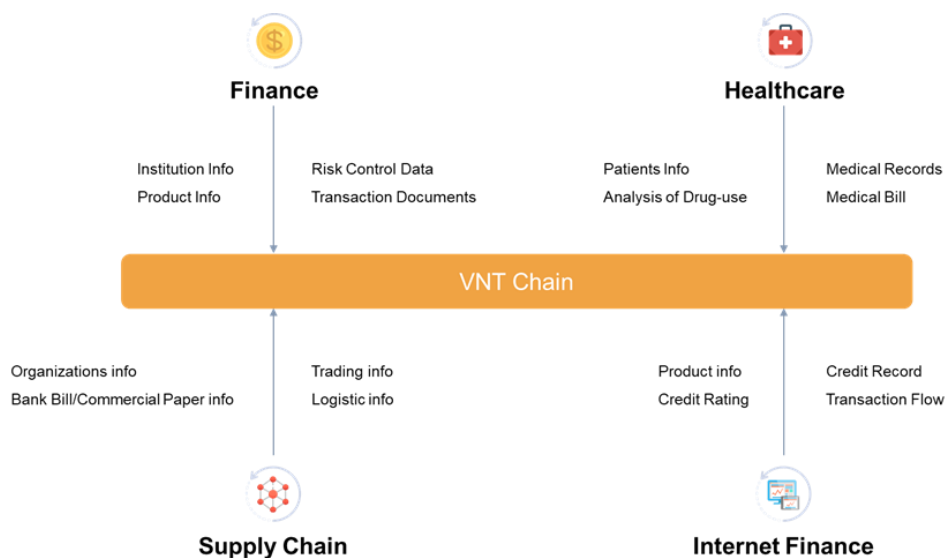 Finance
Healthcare
Institution Info
Risk Control Data
Patients Info
Medical Records
Product Info
Transaction Documents
Analysis of Drug-use
Medical Bill
VNT Chain
Organizations info
Trading info
Product info
Credit Record
Bank Bill/Commercial Paper info
Logistic info
Credit Rating
Transaction Flow
Supply Chain
Internet Finance